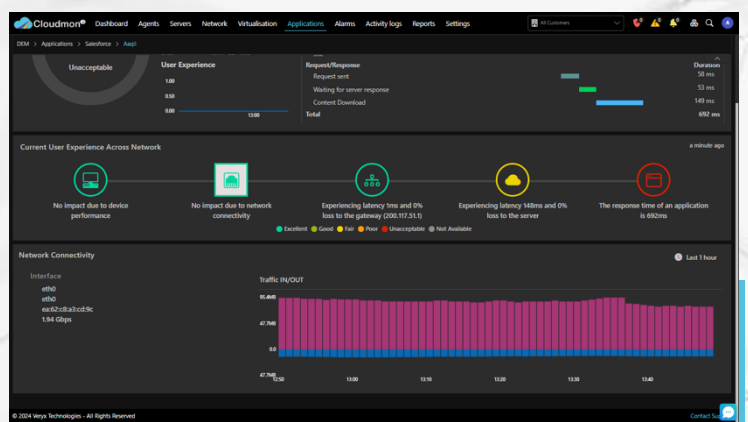 Cloudmon® Dashboard Agents Servers Network Virtualisation Applications Alarms Activity logs Reports Settings All Customers
DEM > Applications > Salesforce > Aaqil
Unacceptable
User Experience
1.00
0.50
0.00
13:00
Request/Response Duration
Request sent 58 ms
Waiting for server response 53 ms
Content Download 149 ms
Total 692 ms
Current User Experience Across Network a minute ago
No impact due to device
performance
No impact due to network
connectivity
Experiencing latency 1ms and 0%
loss to the gateway (200.117.51.1)
Experiencing latency 148ms and 0%
loss to the server
The response time of an application
is 692ms
Excellent Good Fair Poor Unacceptable Not Available
Network Connectivity Last 1 hour
Interface
eth0
eth0
ea:62:c8:a3:cd:9c
1.94 Gbps
Traffic IN/OUT
95.4MB
47.7MB
0.0
47.7MB
12:50 13:00 13:10 13:20 13:30 13:40
© 2024 Veryx Technologies - All Rights Reserved
Contact